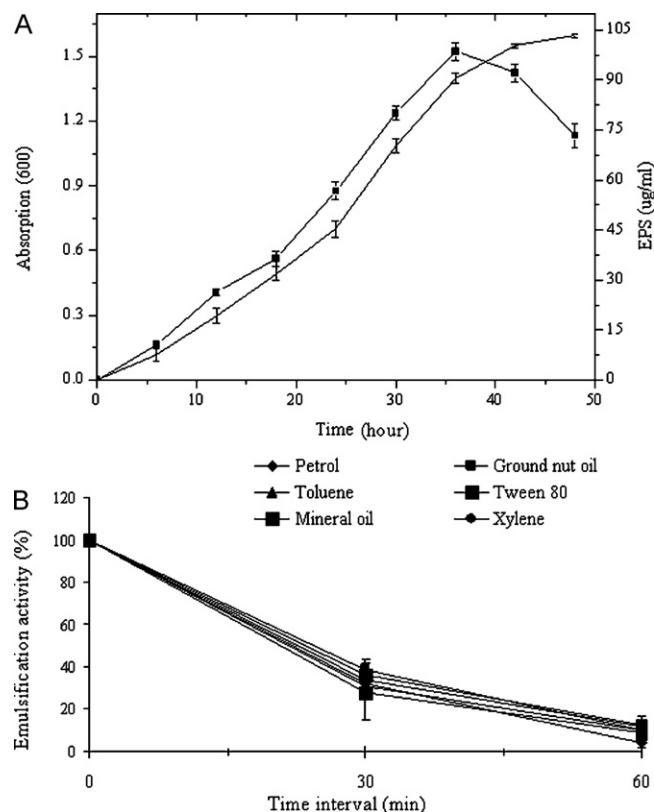 A
1.5
1.2
0.9
0.6
0.3
0.0
Absorption (600)
105
90
75
60
45
30
15
0
EPS (ug/ml)
0 10 20 30 40 50
Time (hour)
Petrol Ground nut oil
Toluene Tween 80
Mineral oil Xylene
B
120
100
80
60
40
20
0
Emulsification activity (%)
0 30 60
Time interval (min)